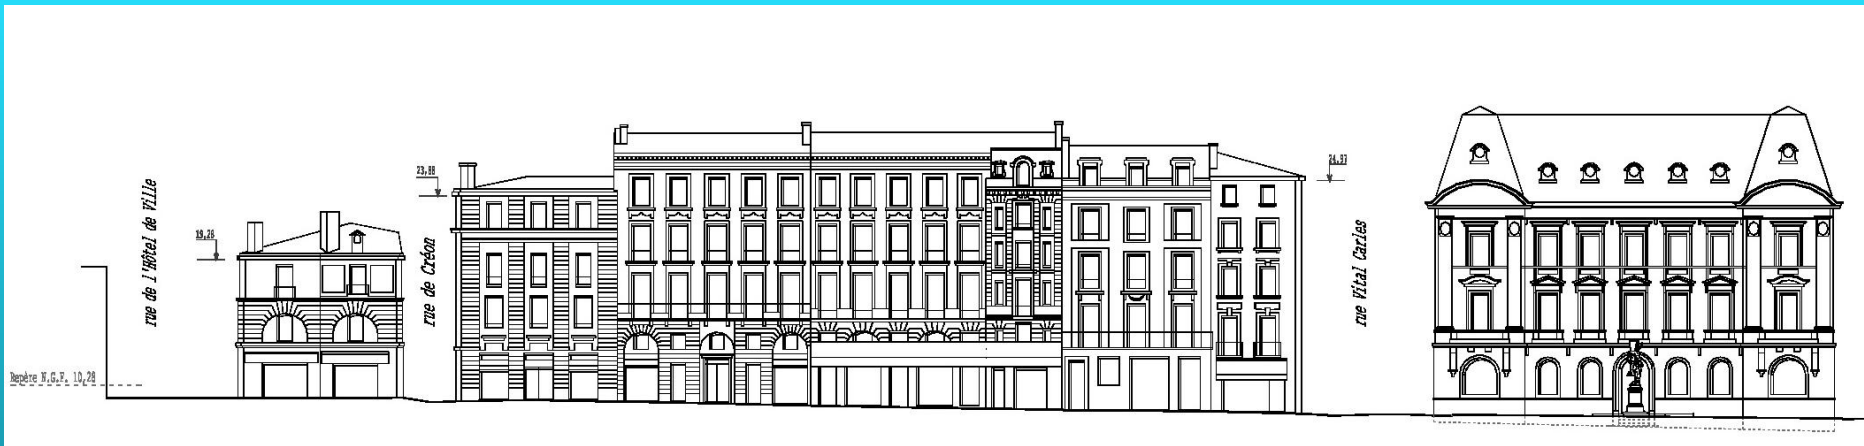 rue de l'Hôtel de Ville
19,26
rue de Créon
23,88
24,97
rue Vital Carles
Repère N.G.F. 10,28